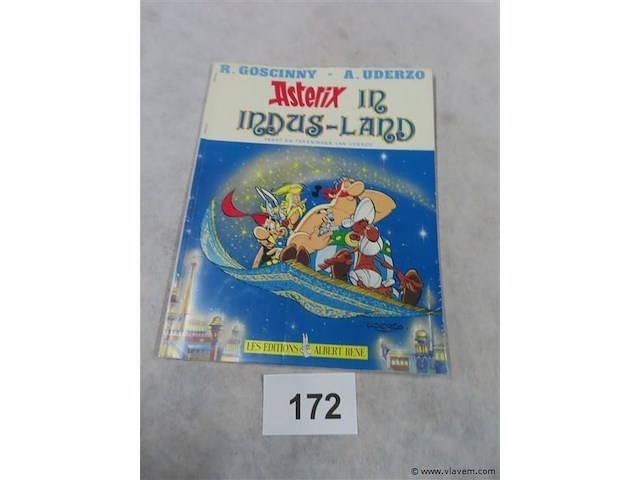 R. GOSCINNY - A. UDERZO
Asterix IN
INDUS-LAND
TEKST EN TEKENINGEN VAN UDERZO
LES EDITIONS ALBERT RENE
172
© www.vlavem.com